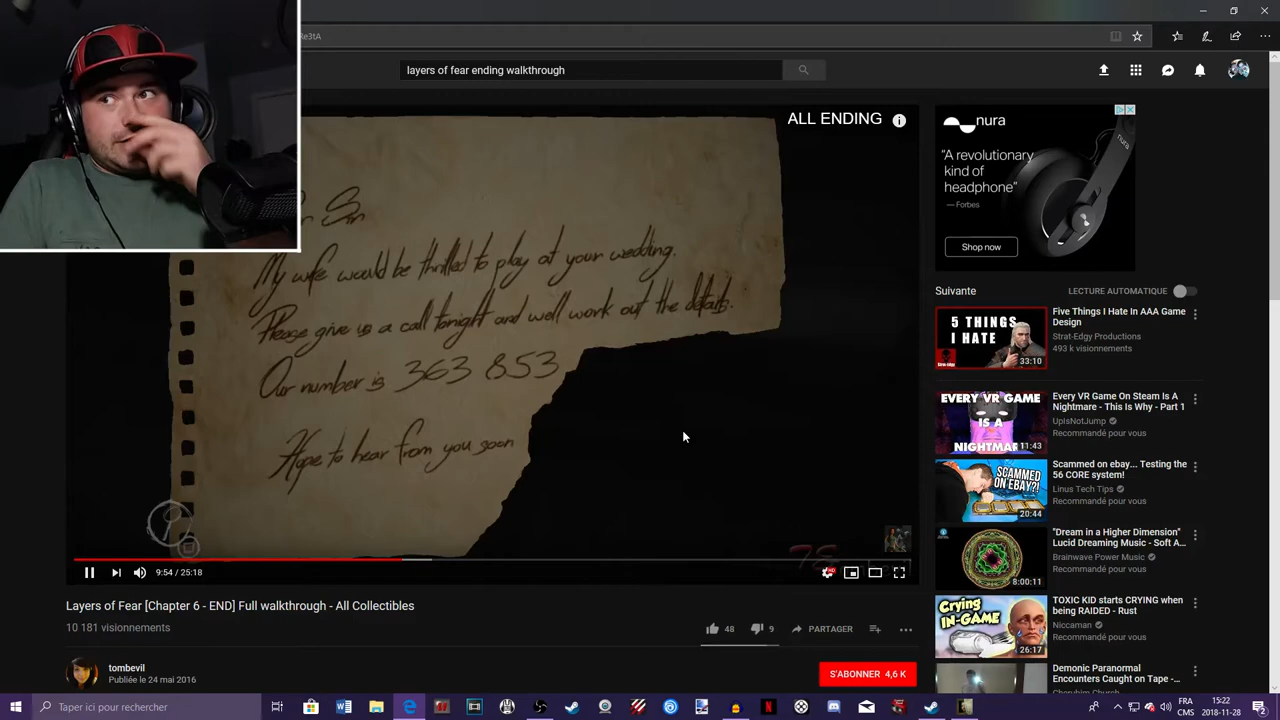 Re3tA
layers of fear ending walkthrough
ALL ENDING
Sir
My wife would be thrilled to play at your wedding.
Please give us a call tonight and we'll work out the details.
Our number is 363 853
Hope to hear from you soon
9:54 / 25:18
HD
Layers of Fear [Chapter 6 - END] Full walkthrough - All Collectibles
10 181 visionnements
48
9
PARTAGER
tombevil
Publiée le 24 mai 2016
S'ABONNER 4,6 K
nura
"A revolutionary
kind of
headphone"
— Forbes
Shop now
nura
Suivante
LECTURE AUTOMATIQUE
5 THINGS
I HATE
33:10
Five Things I Hate In AAA Game
Design
Strat-Edgy Productions
493 k visionnements
EVERY VR GAME
IS A
NIGHTMAR
11:43
Every VR Game On Steam Is A
Nightmare - This Is Why - Part 1
UpIsNotJump
Recommandé pour vous
SCAMMED
ON EBAY?!
20:44
Scammed on ebay... Testing the
56 CORE system!
Linus Tech Tips
Recommandé pour vous
8:00:11
"Dream in a Higher Dimension"
Lucid Dreaming Music - Soft A...
Brainwave Power Music
Recommandé pour vous
Crying
IN-GAME
26:17
TOXIC KID starts CRYING when
being RAIDED - Rust
Niccaman
Recommandé pour vous
Demonic Paranormal
Encounters Caught on Tape -...
Cherubim Church
Taper ici pour rechercher
FRA
CMS
15:22
2018-11-28
2